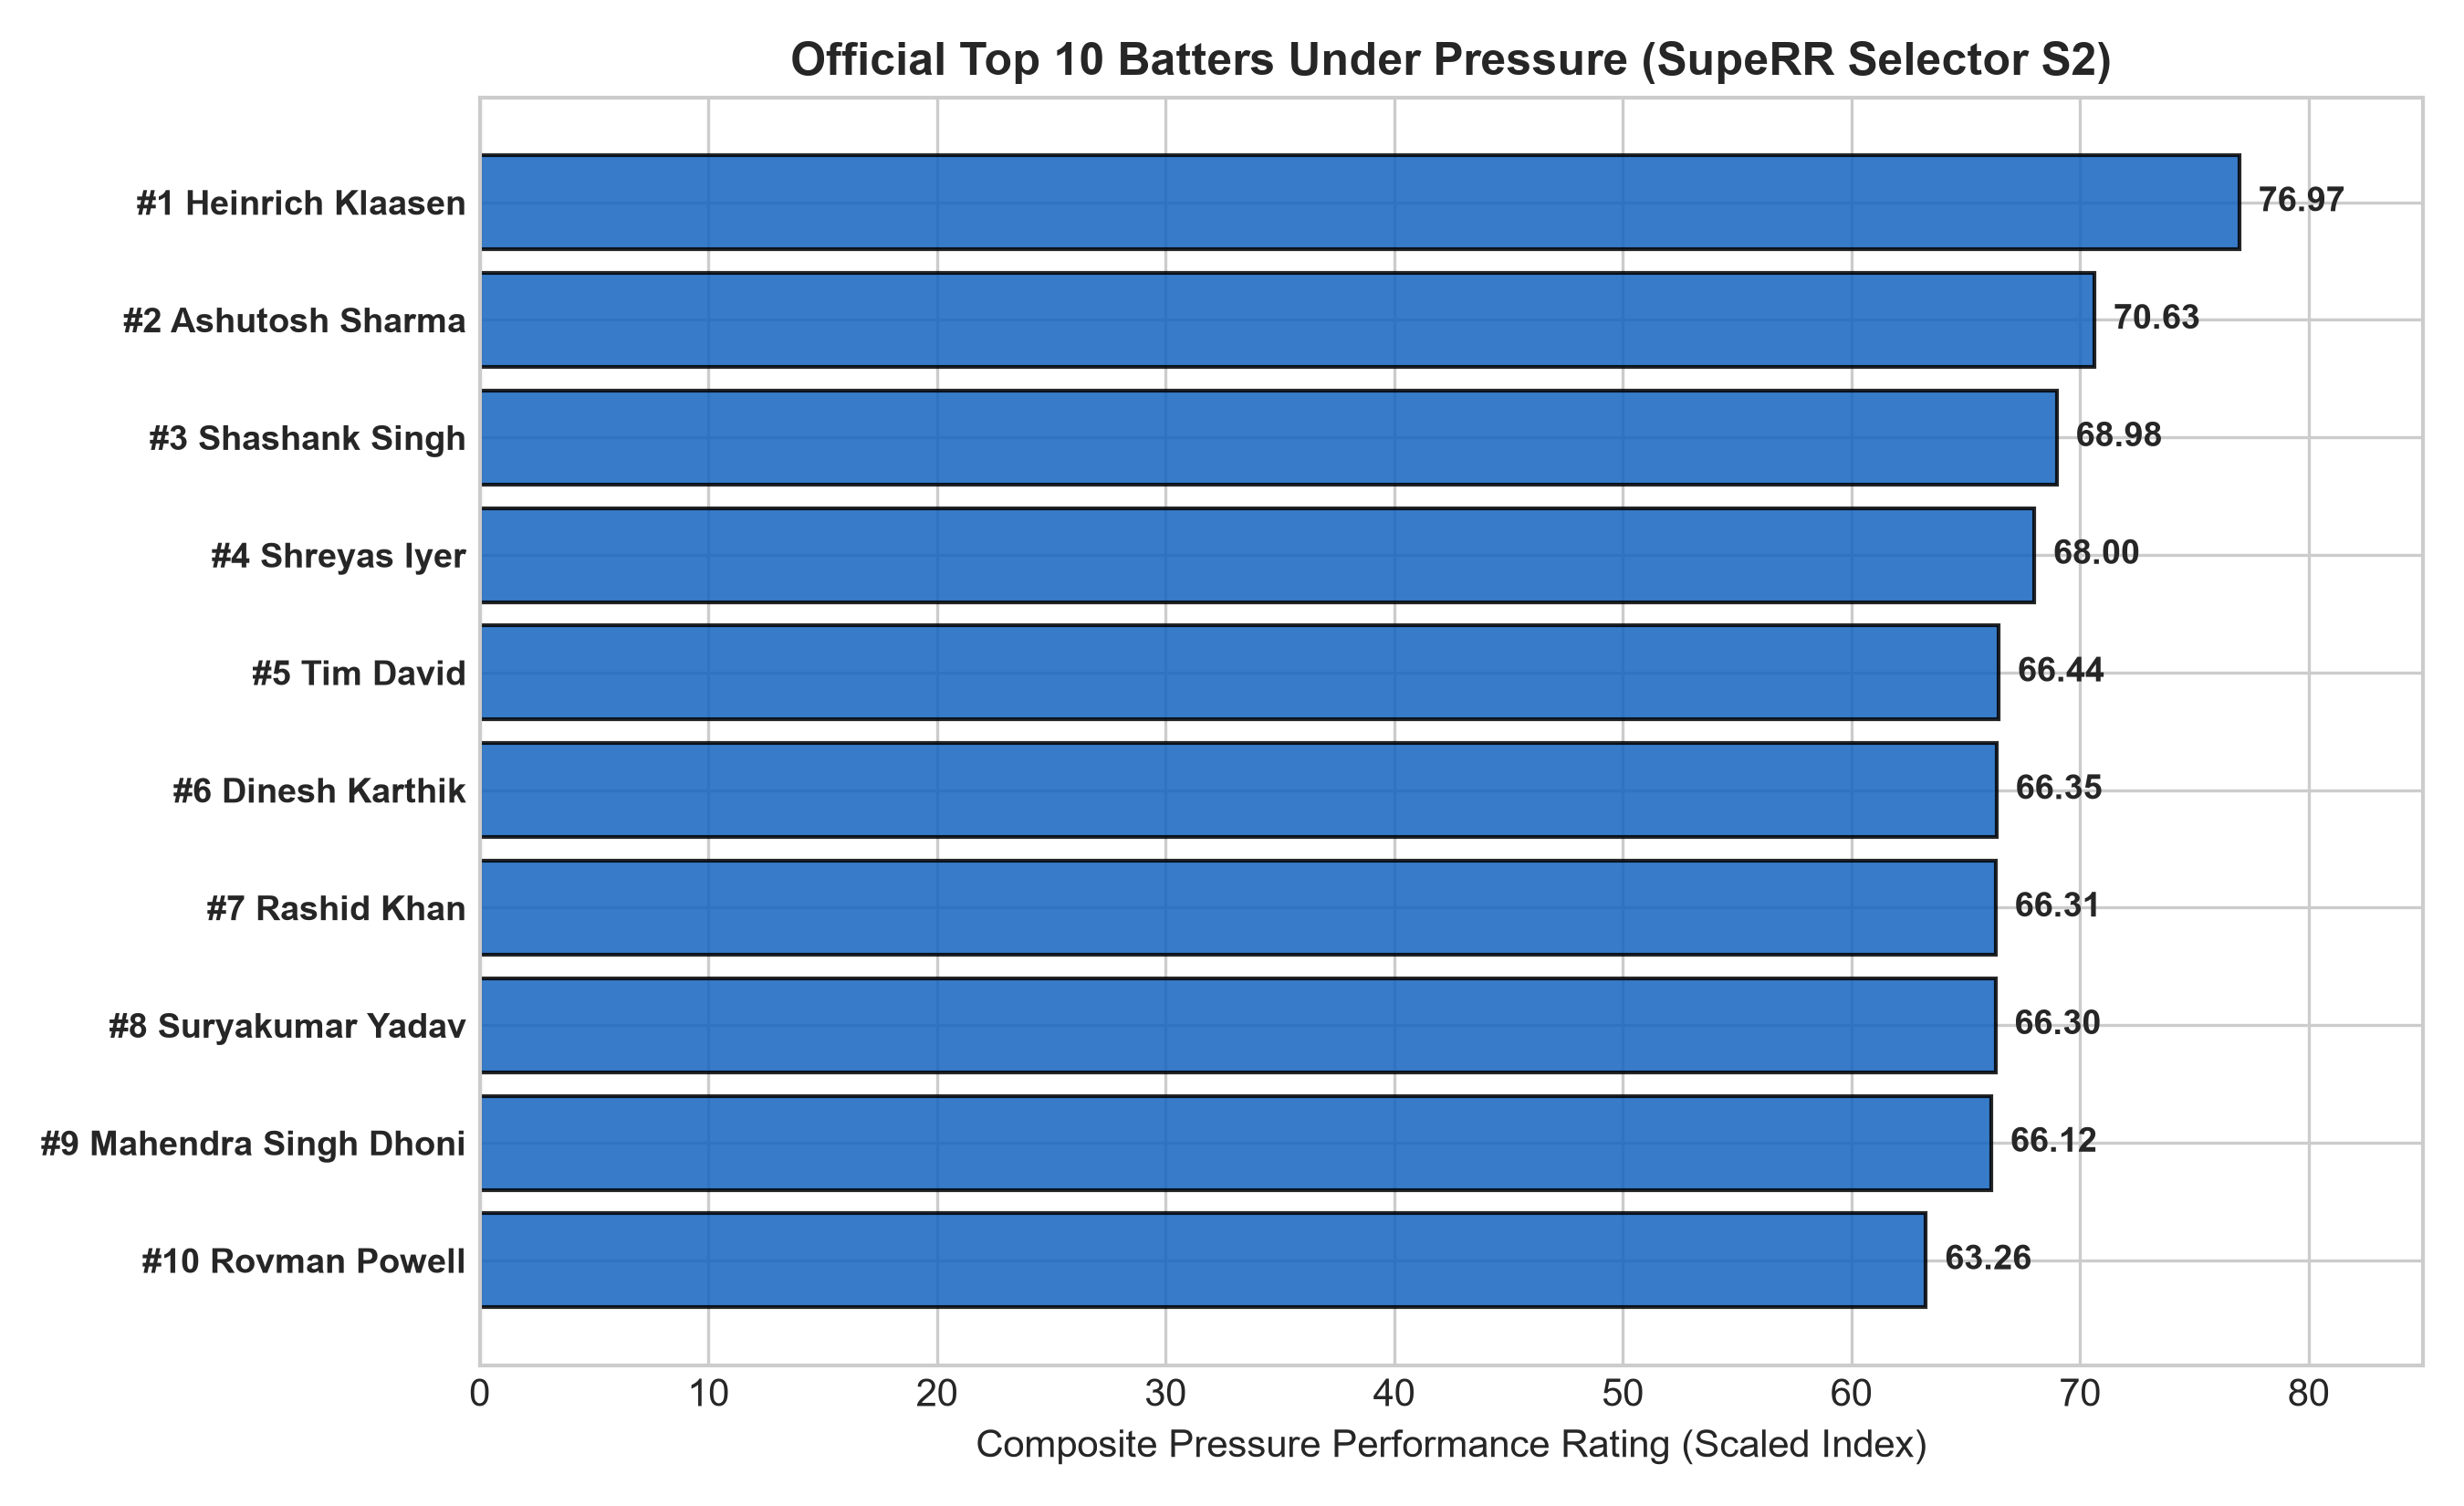 Official Top 10 Batters Under Pressure (SupeRR Selector S2)
#1 Heinrich Klaasen 76.97
#2 Ashutosh Sharma 70.63
#3 Shashank Singh 68.98
#4 Shreyas Iyer 68.00
#5 Tim David 66.44
#6 Dinesh Karthik 66.35
#7 Rashid Khan 66.31
#8 Suryakumar Yadav 66.30
#9 Mahendra Singh Dhoni 66.12
#10 Rovman Powell 63.26
0 10 20 30 40 50 60 70 80
Composite Pressure Performance Rating (Scaled Index)